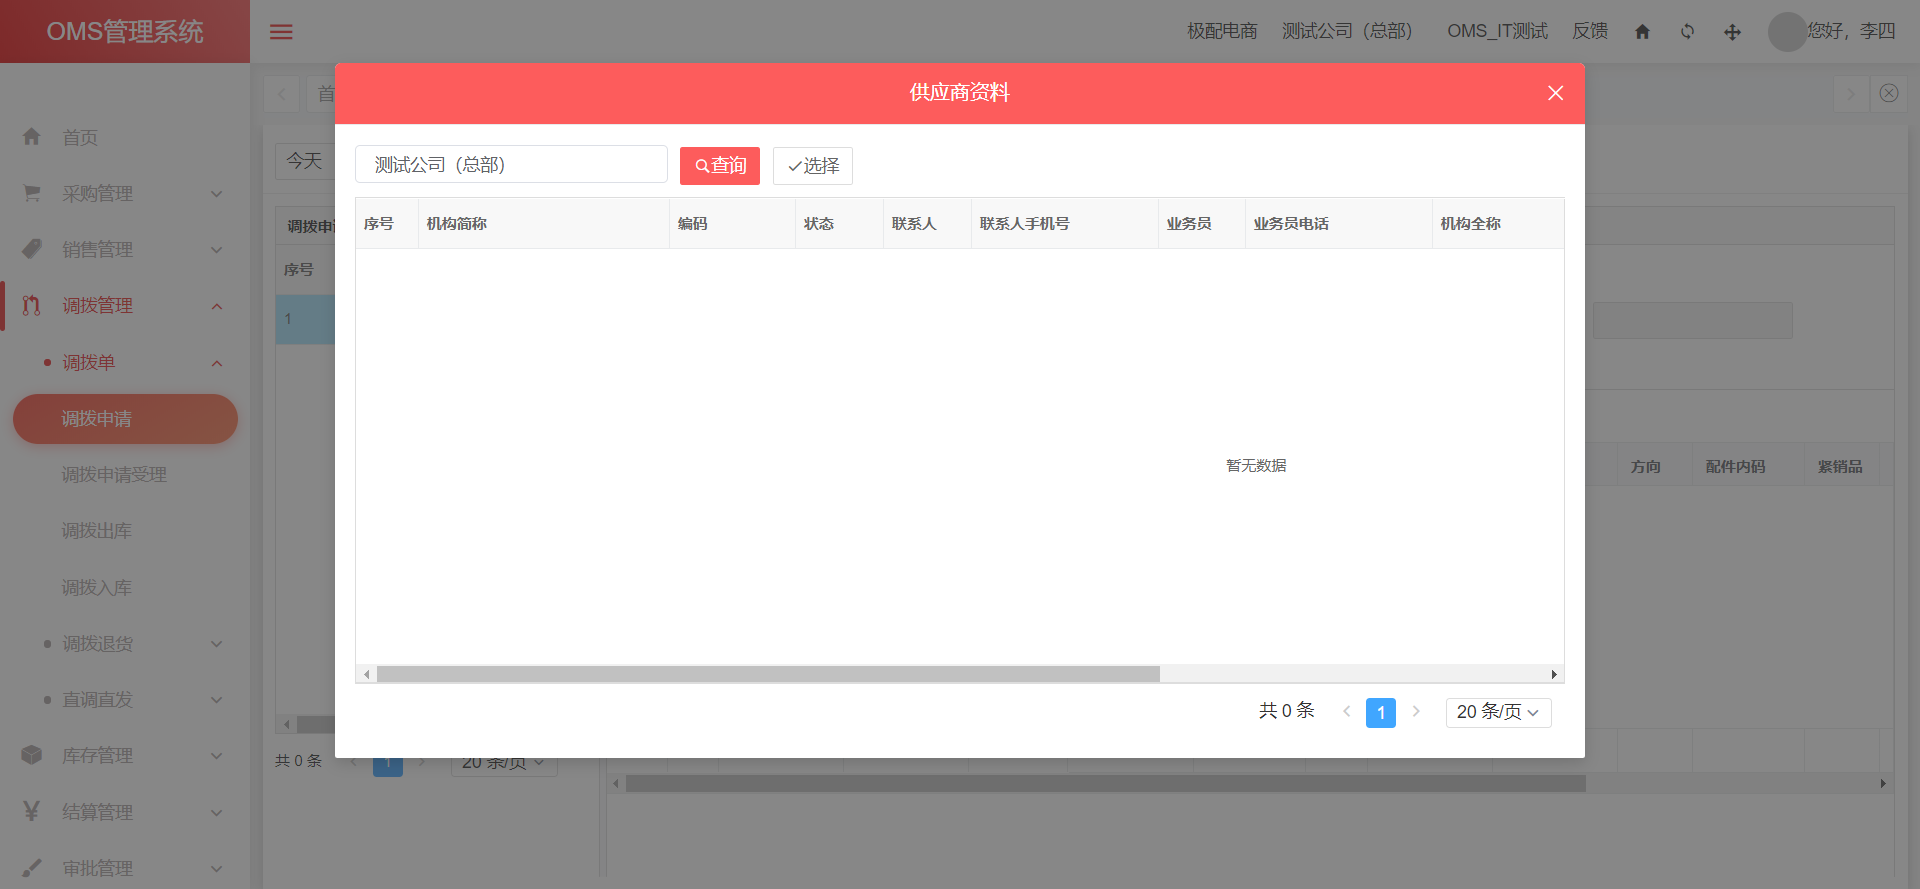 OMS管理系统
极配电商 测试公司（总部） OMS_IT测试 反馈 您好，李四
首
供应商资料
首页
今天
测试公司（总部） 查询 选择
采购管理
序号 机构简称 编码 状态 联系人 联系人手机号 业务员 业务员电话 机构全称
调拨申
销售管理
序号
调拨管理
1
调拨单
调拨申请
暂无数据
方向 配件内码 紧销品
调拨申请受理
调拨出库
调拨入库
调拨退货
直调直发
共 0 条 1 20 条/页
库存管理
共 0 条 1 20 条/页
结算管理
审批管理